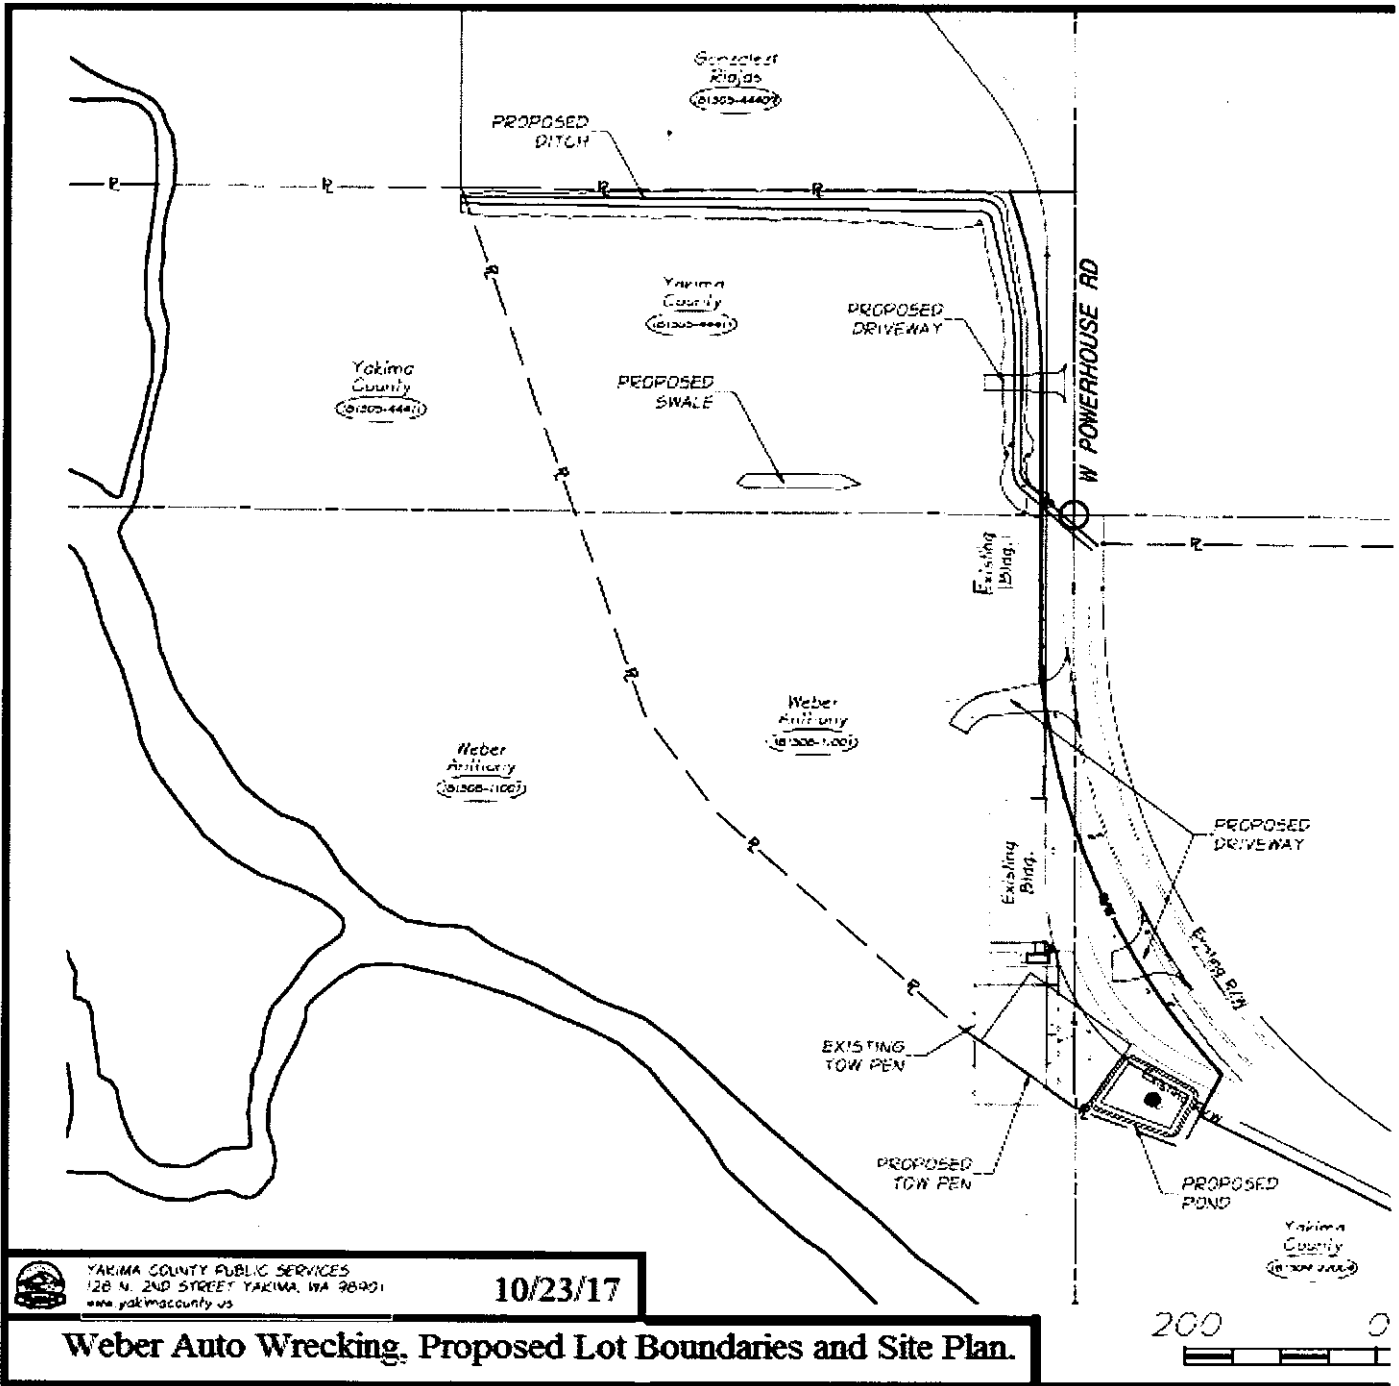 PROPOSED
DITCH
W POWERHOUSE RD
Yakima
County
PROPOSED
DRIVEWAY
Yakima
County
PROPOSED
SWALE
Existing
Bldg.
Weber
Anthony
Weber
Anthony
PROPOSED
DRIVEWAY
Existing
Bldg.
Existing R/W
EXISTING
TOW PEN
PROPOSED
TOW PEN
PROPOSED
POND
Yakima
County
YAKIMA COUNTY PUBLIC SERVICES
128 N. 2ND STREET YAKIMA, WA 98901
www.yakimacounty.us
10/23/17
200 0
Weber Auto Wrecking, Proposed Lot Boundaries and Site Plan.